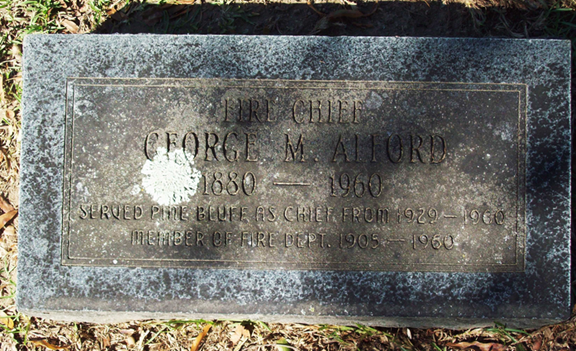 FIRE CHIEF
GEORGE M. ALFORD
1880 — 1960
SERVED PINE BLUFF AS CHIEF FROM 1929 — 1960
MEMBER OF FIRE DEPT. 1905 — 1960